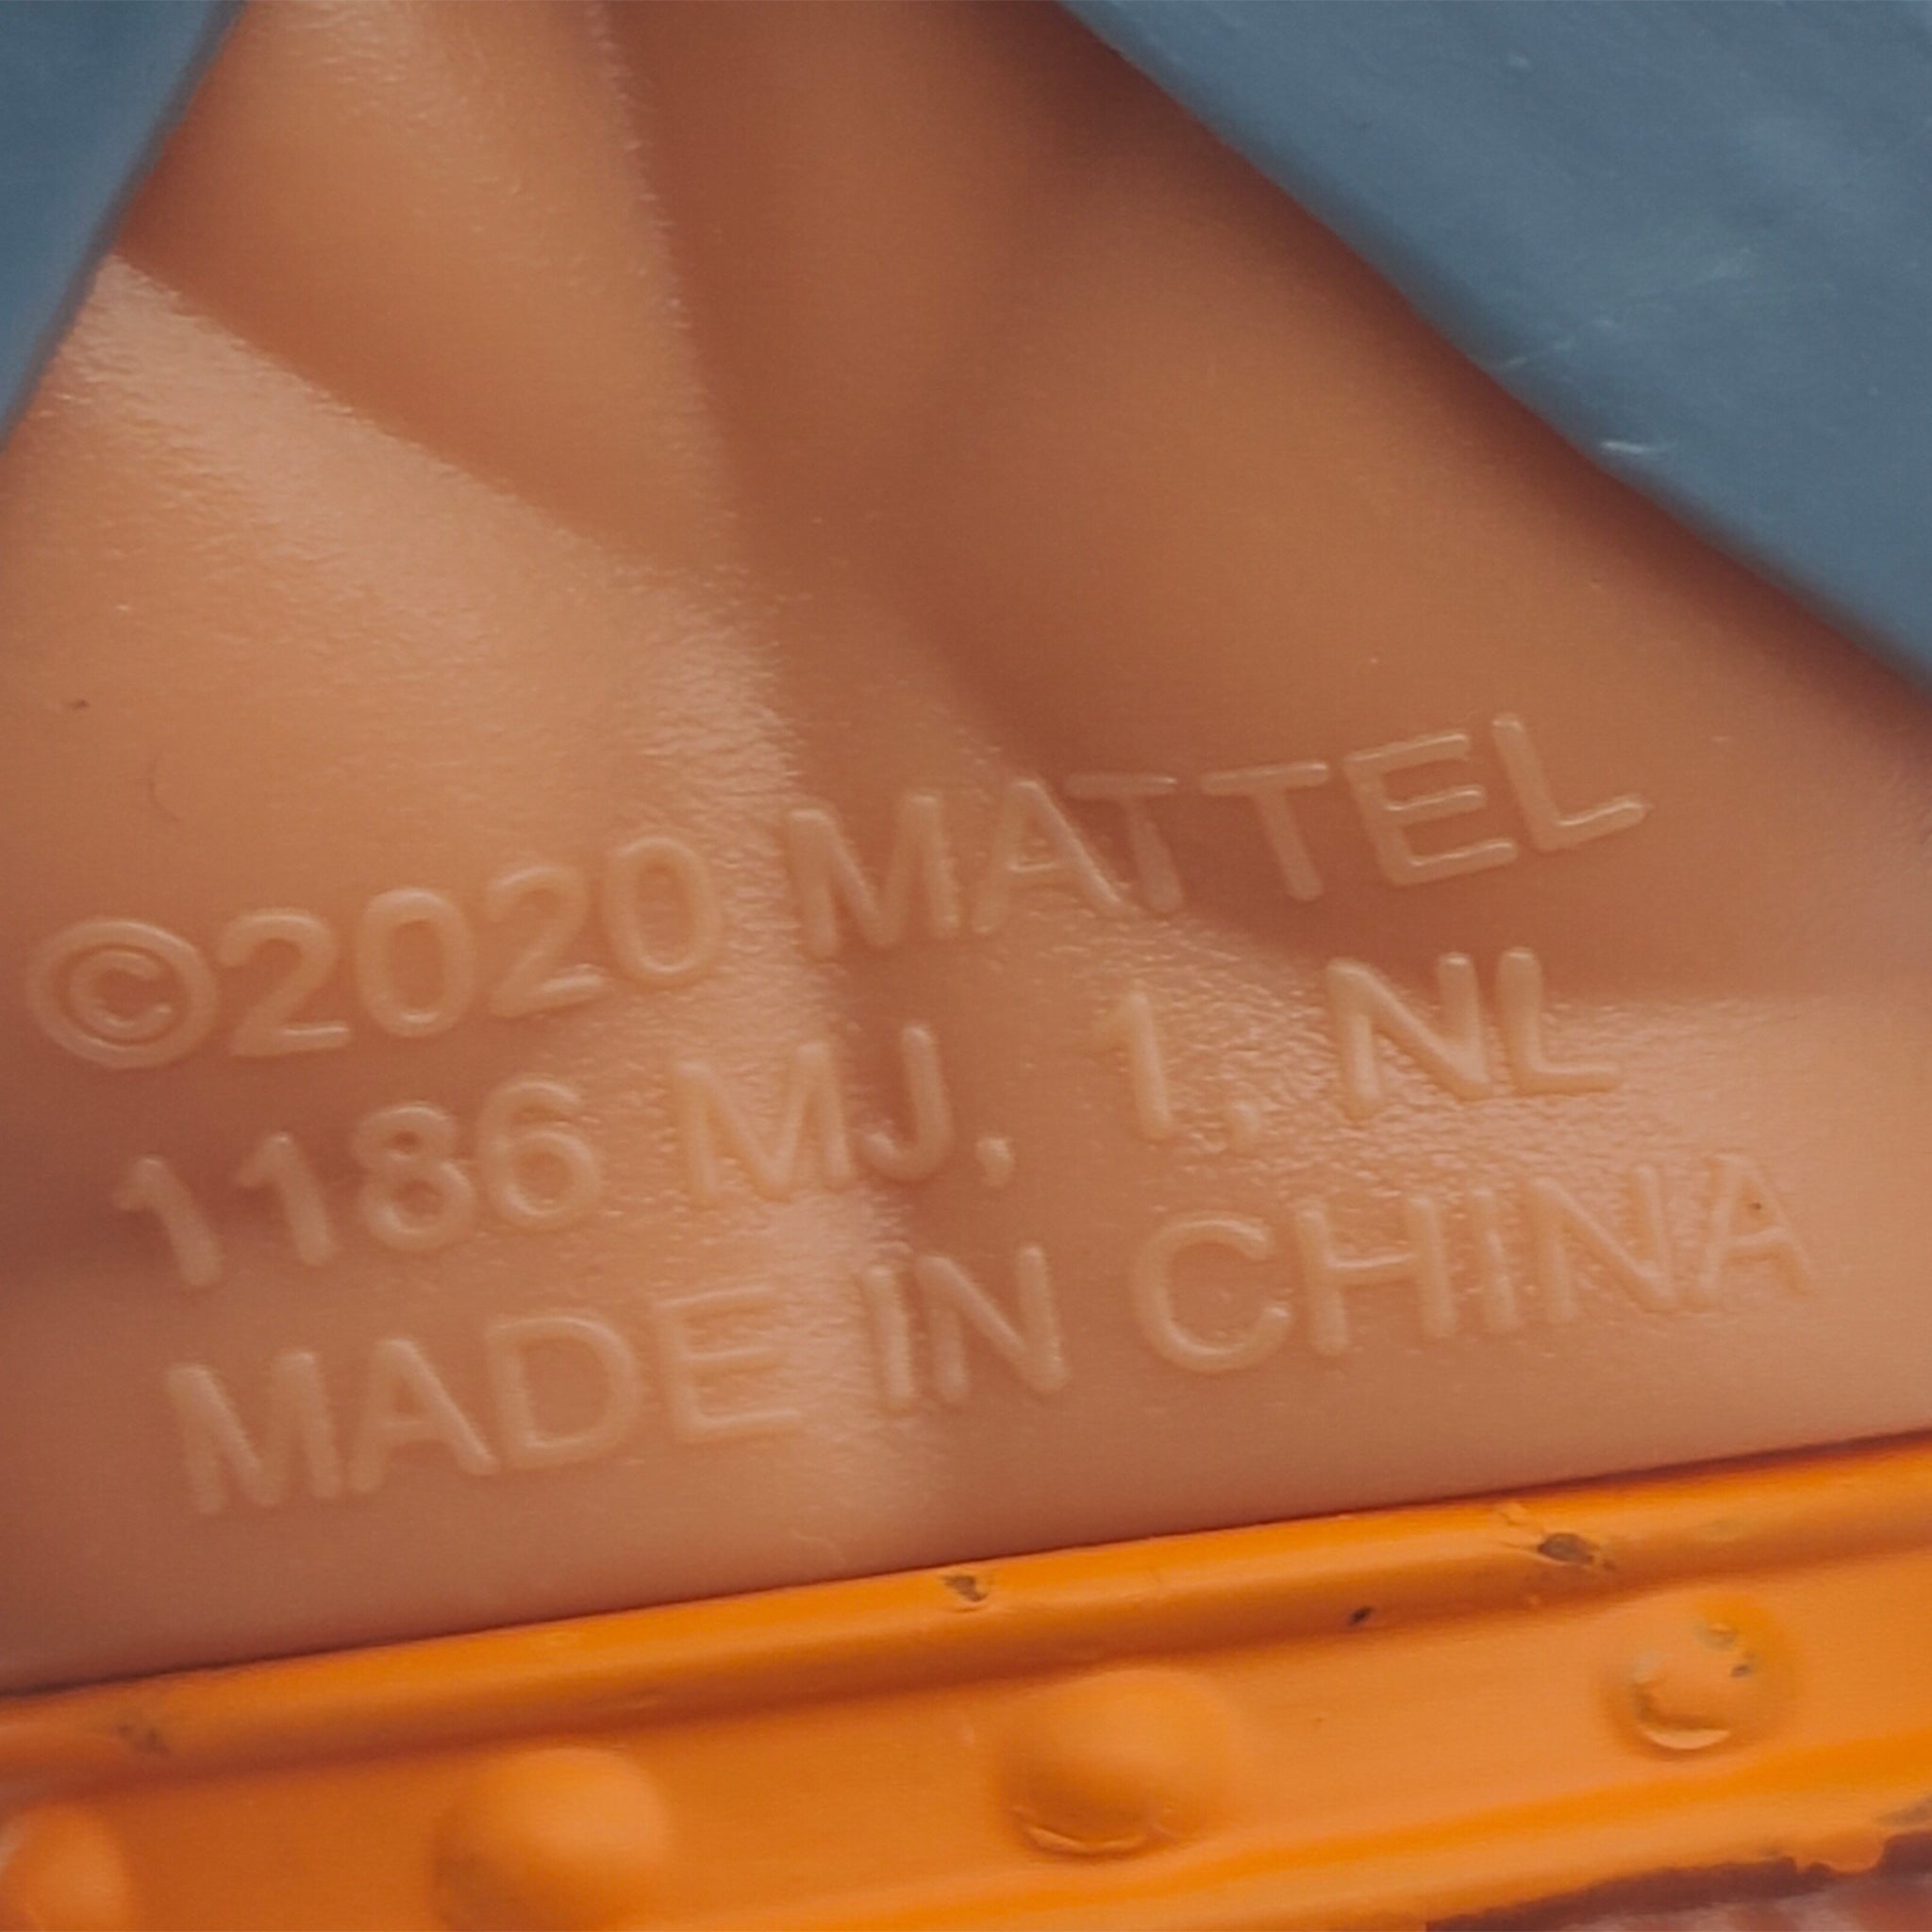 ©2020 MATTEL
1186 MJ, 1, NL
MADE IN CHINA